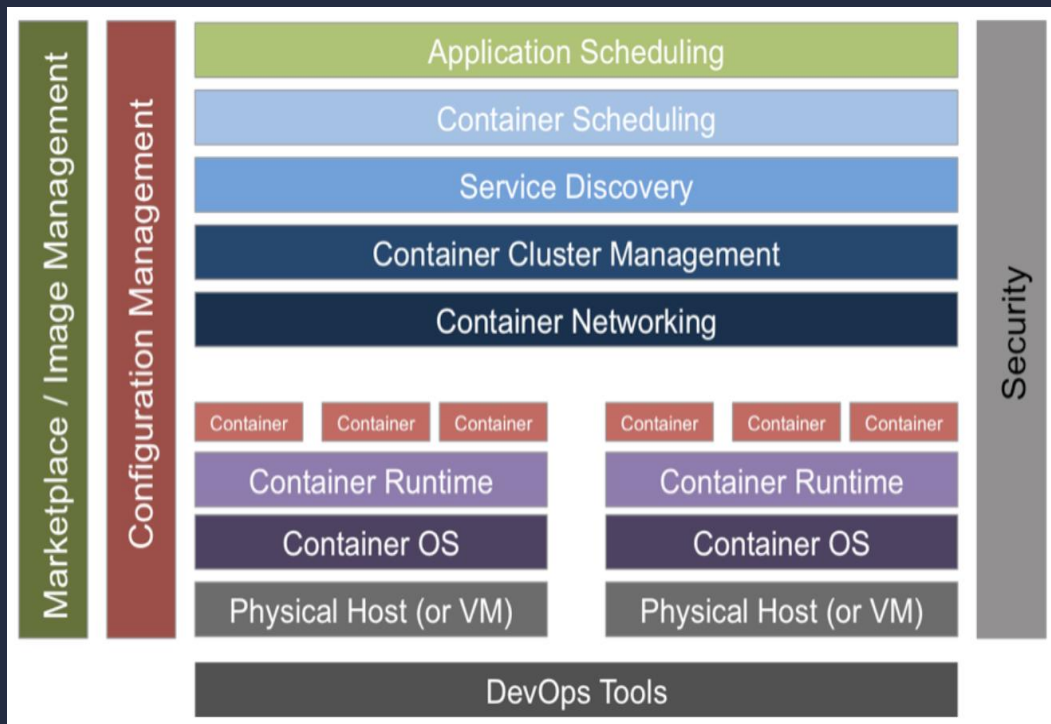 Marketplace / Image Management
Configuration Management
Application Scheduling
Container Scheduling
Service Discovery
Container Cluster Management
Container Networking
Container Container Container Container Container Container
Container Runtime Container Runtime
Container OS Container OS
Physical Host (or VM) Physical Host (or VM)
DevOps Tools
Security